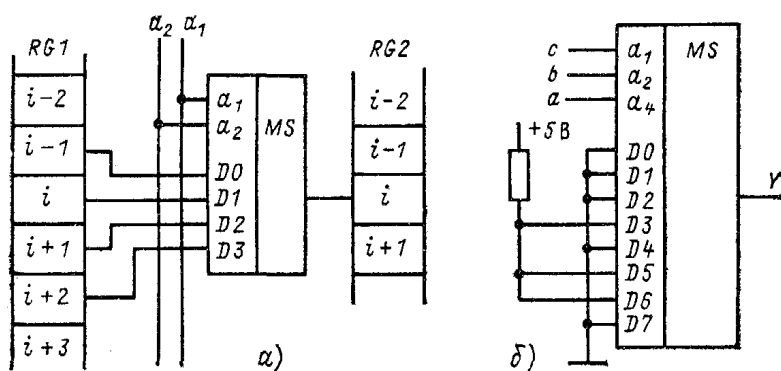 RG1
a₂ a₁
i-2
i-1
i
i+1
i+2
i+3
a₁
a₂
MS
D0
D1
D2
D3
RG2
i-2
i-1
i
i+1
а)
c
b
a
+5В
a₁
a₂
a₄
MS
D0
D1
D2
D3
D4
D5
D6
D7
Y
б)